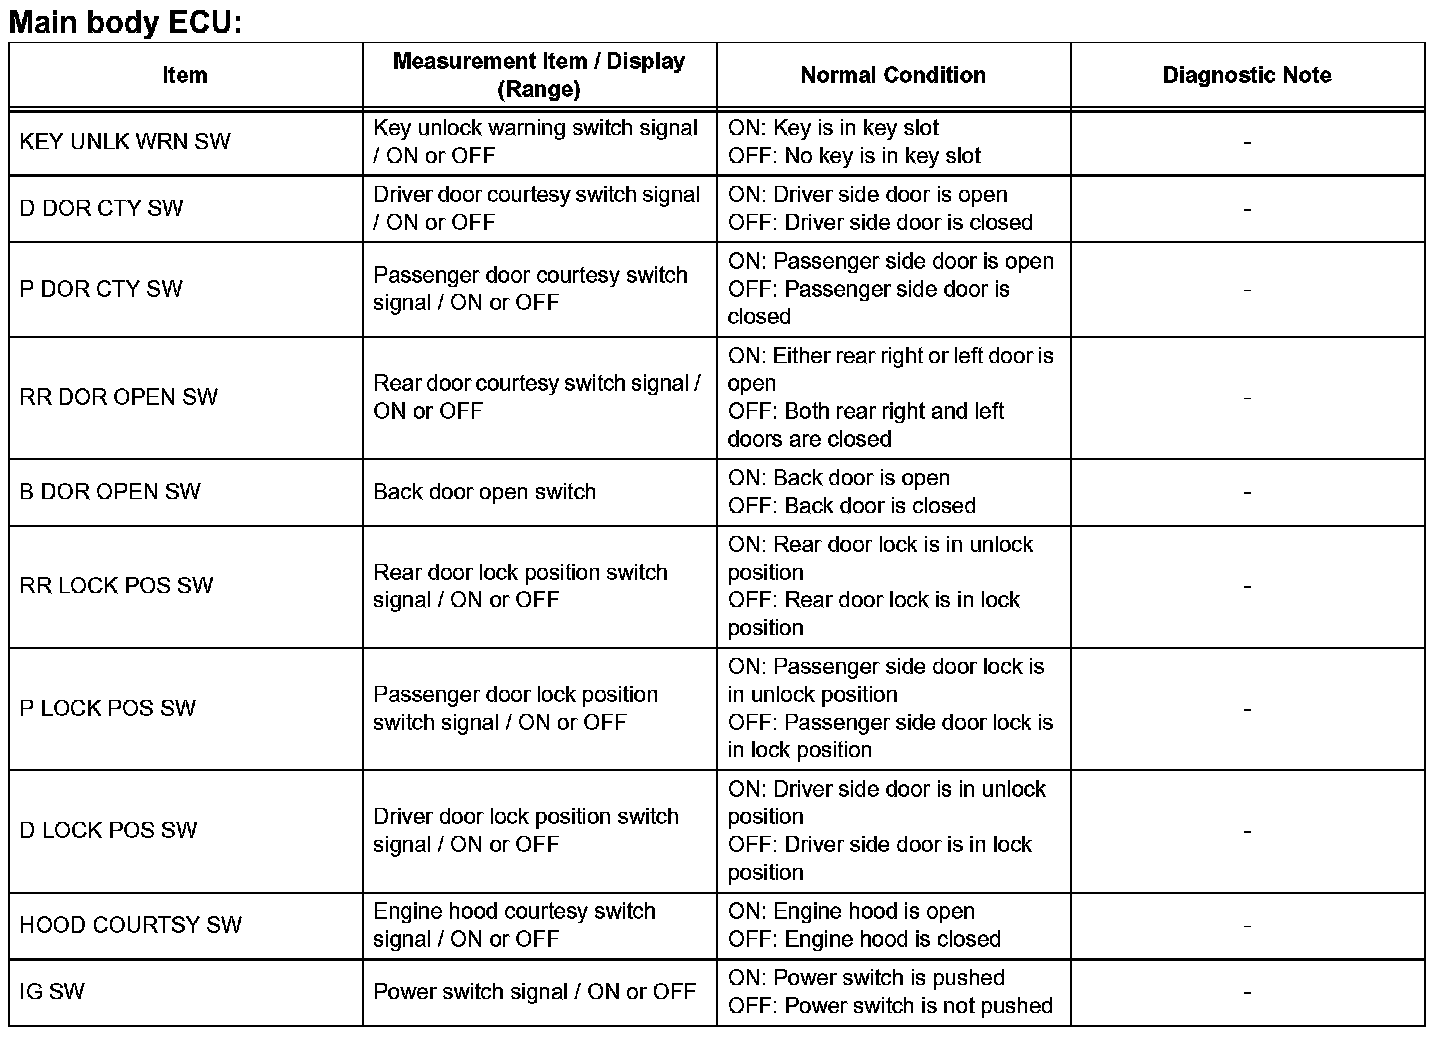 Main body ECU:
Item
Measurement Item / Display
(Range)
Normal Condition
Diagnostic Note
KEY UNLK WRN SW
Key unlock warning switch signal
/ ON or OFF
ON: Key is in key slot
OFF: No key is in key slot
-
D DOR CTY SW
Driver door courtesy switch signal
/ ON or OFF
ON: Driver side door is open
OFF: Driver side door is closed
-
P DOR CTY SW
Passenger door courtesy switch
signal / ON or OFF
ON: Passenger side door is open
OFF: Passenger side door is
closed
-
RR DOR OPEN SW
Rear door courtesy switch signal /
ON or OFF
ON: Either rear right or left door is
open
OFF: Both rear right and left
doors are closed
-
B DOR OPEN SW
Back door open switch
ON: Back door is open
OFF: Back door is closed
-
RR LOCK POS SW
Rear door lock position switch
signal / ON or OFF
ON: Rear door lock is in unlock
position
OFF: Rear door lock is in lock
position
-
P LOCK POS SW
Passenger door lock position
switch signal / ON or OFF
ON: Passenger side door lock is
in unlock position
OFF: Passenger side door lock is
in lock position
-
D LOCK POS SW
Driver door lock position switch
signal / ON or OFF
ON: Driver side door is in unlock
position
OFF: Driver side door is in lock
position
-
HOOD COURTSY SW
Engine hood courtesy switch
signal / ON or OFF
ON: Engine hood is open
OFF: Engine hood is closed
-
IG SW
Power switch signal / ON or OFF
ON: Power switch is pushed
OFF: Power switch is not pushed
-